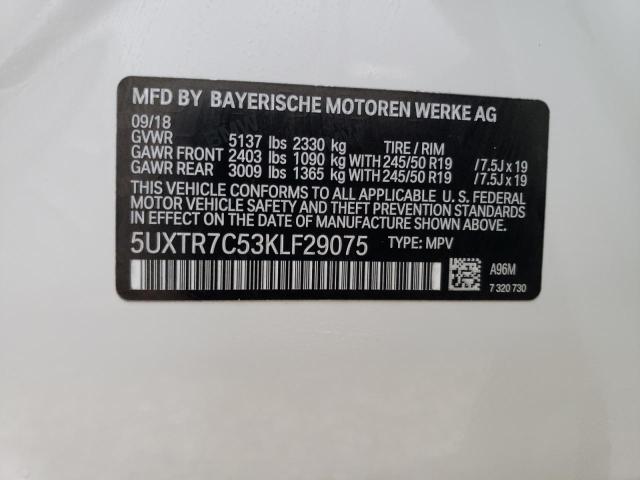 MFD BY BAYERISCHE MOTOREN WERKE AG
09/18
GVWR 5137 lbs 2330 kg TIRE / RIM
GAWR FRONT 2403 lbs 1090 kg WITH 245/50 R19 / 7.5J x 19
GAWR REAR 3009 lbs 1365 kg WITH 245/50 R19 / 7.5J x 19
THIS VEHICLE CONFORMS TO ALL APPLICABLE U. S. FEDERAL
MOTOR VEHICLE SAFETY AND THEFT PREVENTION STANDARDS
IN EFFECT ON THE DATE OF MANUFACTURE SHOWN ABOVE.
5UXTR7C53KLF29075 TYPE: MPV
A96M
7 320 730